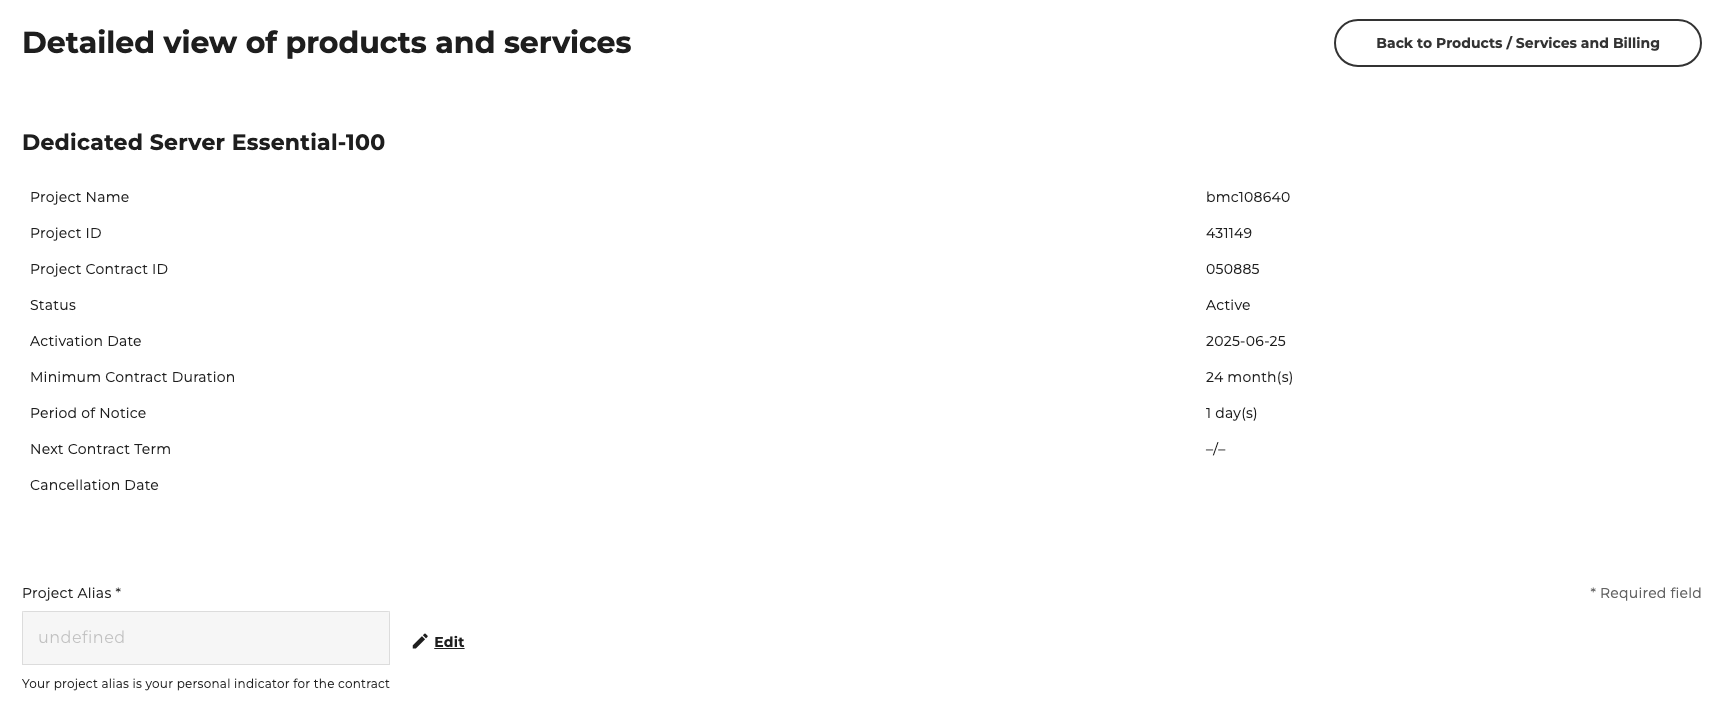 Detailed view of products and services
Back to Products / Services and Billing
Dedicated Server Essential-100
Project Name bmc108640
Project ID 431149
Project Contract ID 050885
Status Active
Activation Date 2025-06-25
Minimum Contract Duration 24 month(s)
Period of Notice 1 day(s)
Next Contract Term –/–
Cancellation Date
Project Alias * * Required field
undefined
Edit
Your project alias is your personal indicator for the contract